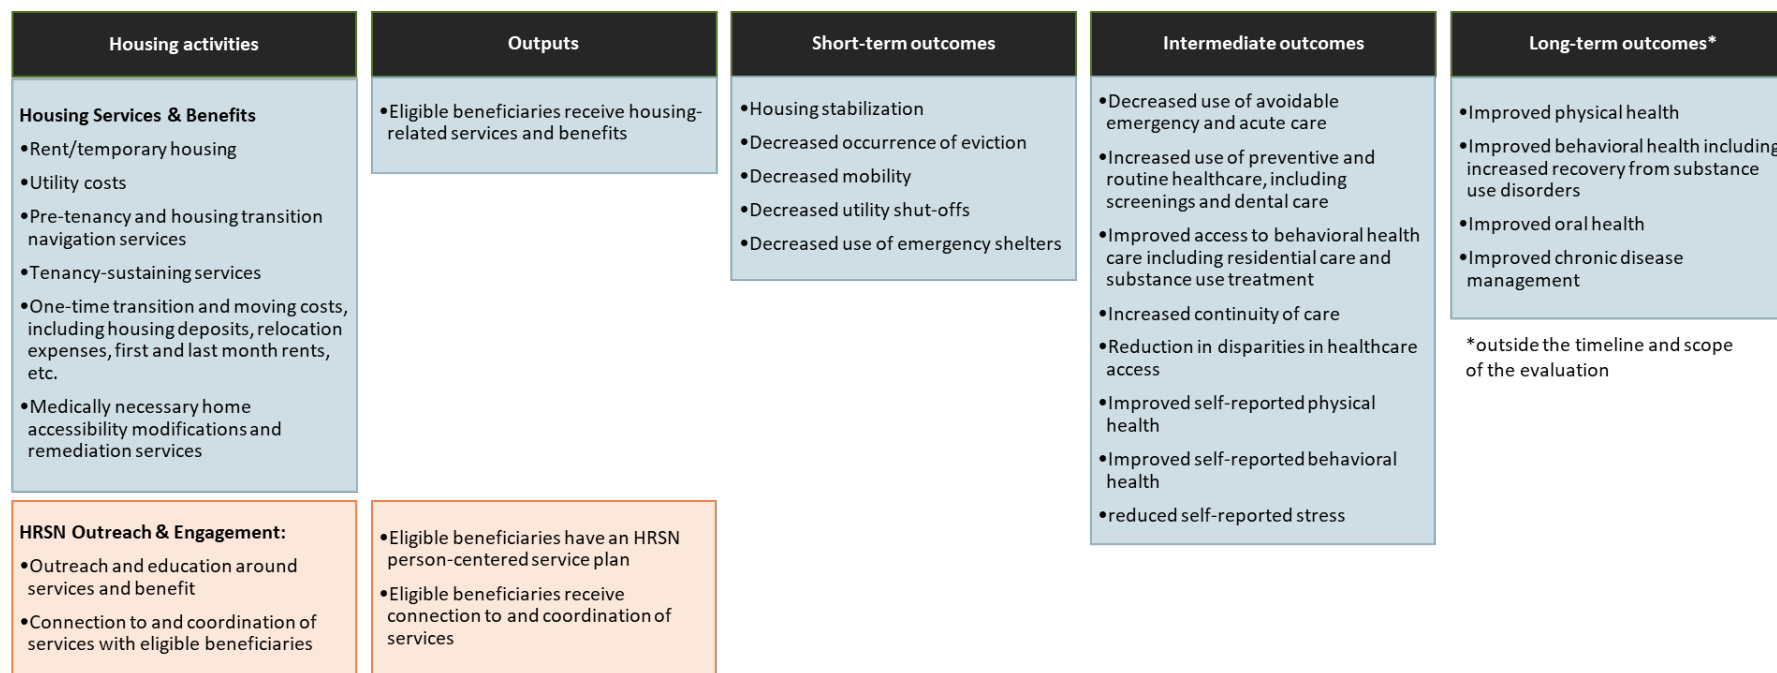 Housing activities
Housing Services & Benefits
•Rent/temporary housing
•Utility costs
•Pre-tenancy and housing transition
navigation services
•Tenancy-sustaining services
•One-time transition and moving costs,
including housing deposits, relocation
expenses, first and last month rents,
etc.
•Medically necessary home
accessibility modifications and
remediation services
HRSN Outreach & Engagement:
•Outreach and education around
services and benefit
•Connection to and coordination of
services with eligible beneficiaries
Outputs
•Eligible beneficiaries receive housing-
related services and benefits
•Eligible beneficiaries have an HRSN
person-centered service plan
•Eligible beneficiaries receive
connection to and coordination of
services
Short-term outcomes
•Housing stabilization
•Decreased occurrence of eviction
•Decreased mobility
•Decreased utility shut-offs
•Decreased use of emergency shelters
Intermediate outcomes
•Decreased use of avoidable
emergency and acute care
•Increased use of preventive and
routine healthcare, including
screenings and dental care
•Improved access to behavioral health
care including residential care and
substance use treatment
•Increased continuity of care
•Reduction in disparities in healthcare
access
•Improved self-reported physical
health
•Improved self-reported behavioral
health
•reduced self-reported stress
Long-term outcomes*
•Improved physical health
•Improved behavioral health including
increased recovery from substance
use disorders
•Improved oral health
•Improved chronic disease
management
*outside the timeline and scope
of the evaluation